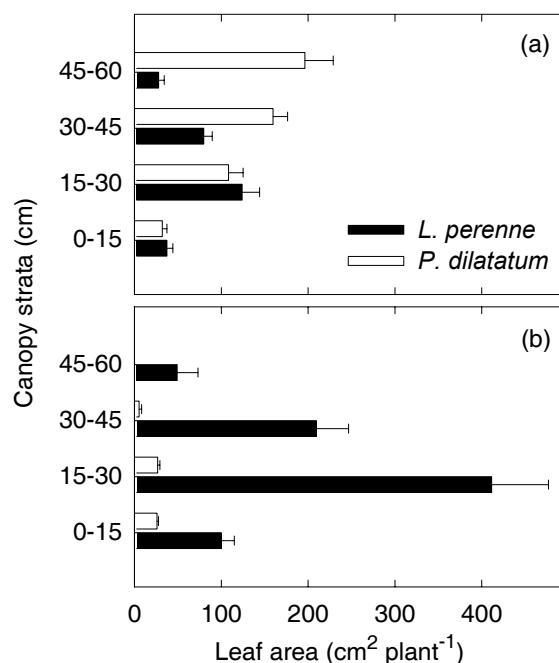 (a)
45-60
30-45
15-30
0-15
L. perenne
P. dilatatum
Canopy strata (cm)
(b)
45-60
30-45
15-30
0-15
0 100 200 300 400
Leaf area (cm² plant⁻¹)